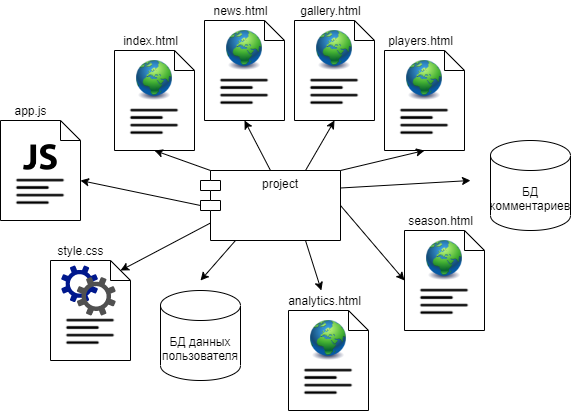 news.html
gallery.html
index.html
players.html
app.js
JS
project
БД
комментариев
season.html
style.css
analytics.html
БД данных
пользователя